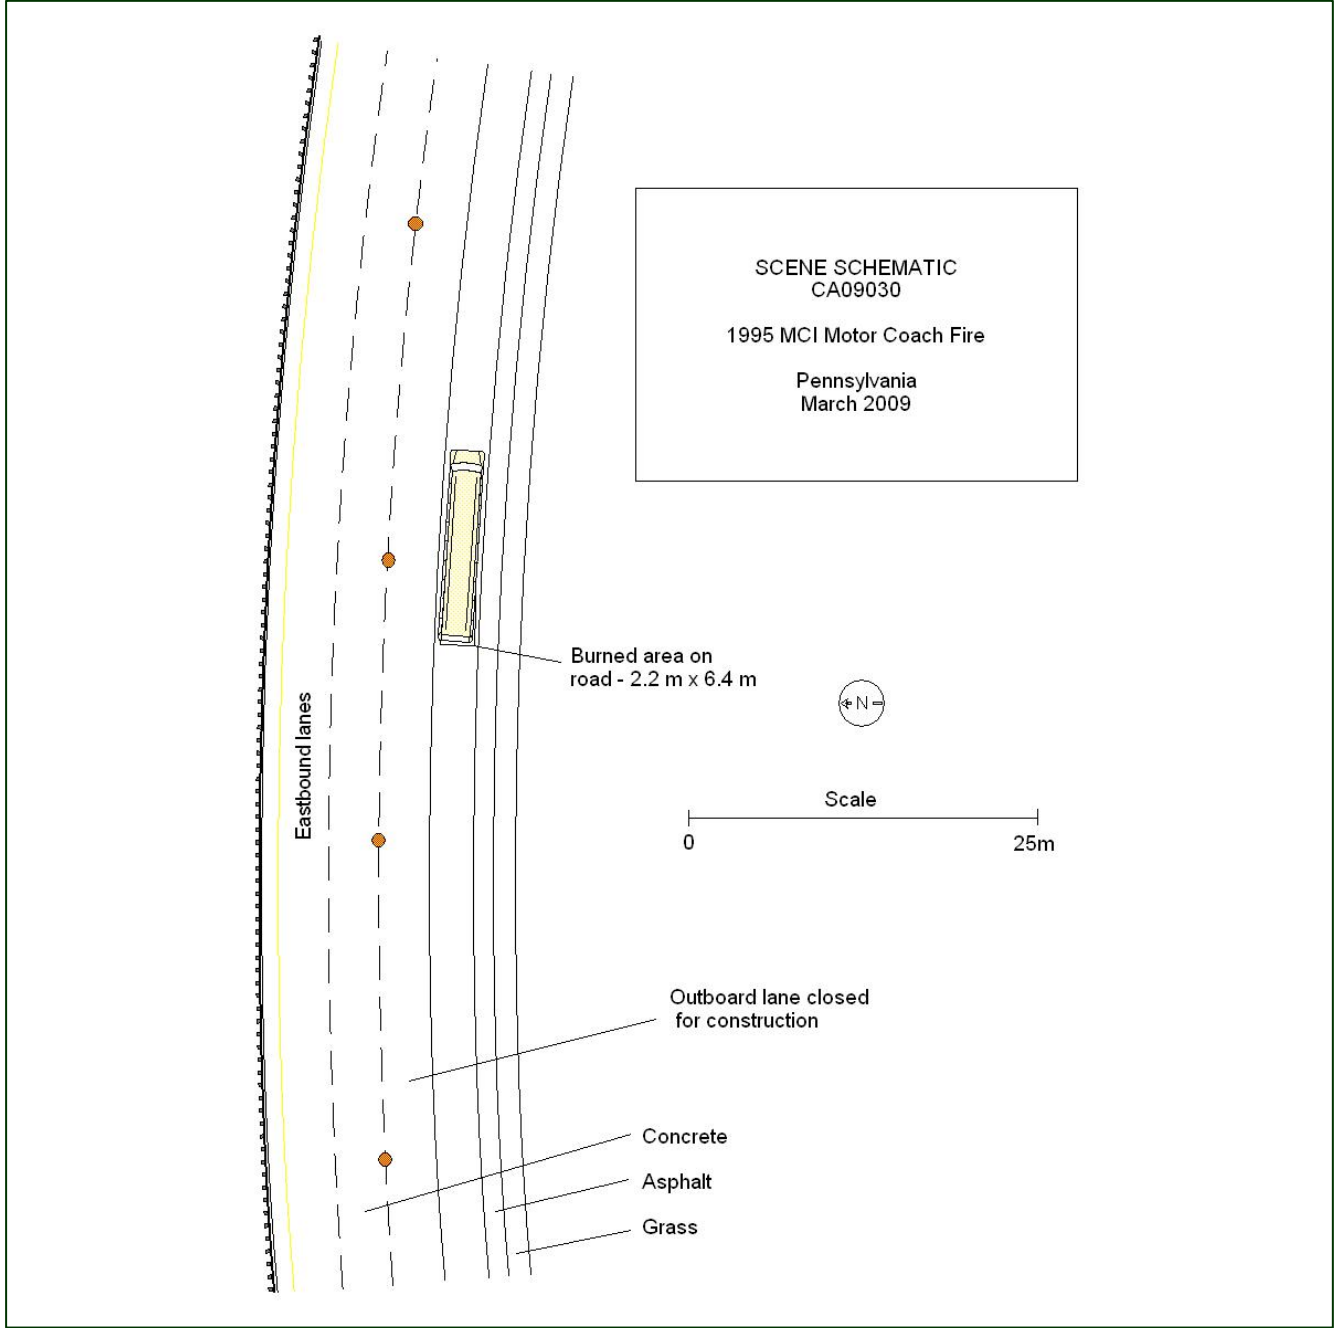 SCENE SCHEMATIC
CA09030
1995 MCI Motor Coach Fire
Pennsylvania
March 2009
Burned area on
road - 2.2 m x 6.4 m
Eastbound lanes
N
Scale
0
25m
Outboard lane closed
for construction
Concrete
Asphalt
Grass